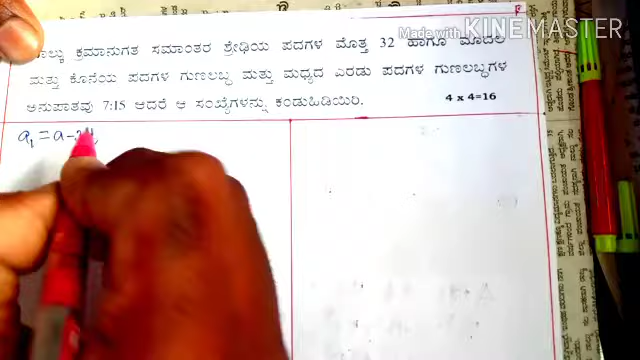 Made with KINEMASTER
ನಾಲ್ಕು ಕ್ರಮಾನುಗತ ಸಮಾಂತರ ಶ್ರೇಢಿಯ ಪದಗಳ ಮೊತ್ತ 32 ಹಾಗೂ ಮೊದಲ
ಮತ್ತು ಕೊನೆಯ ಪದಗಳ ಗುಣಲಬ್ಧ ಮತ್ತು ಮಧ್ಯದ ಎರಡು ಪದಗಳ ಗುಣಲಬ್ಧಗಳ
ಅನುಪಾತವು 7:15 ಆದರೆ ಆ ಸಂಖ್ಯೆಗಳನ್ನು ಕಂಡುಹಿಡಿಯಿರಿ. 4 x 4=16
a₁ = a –